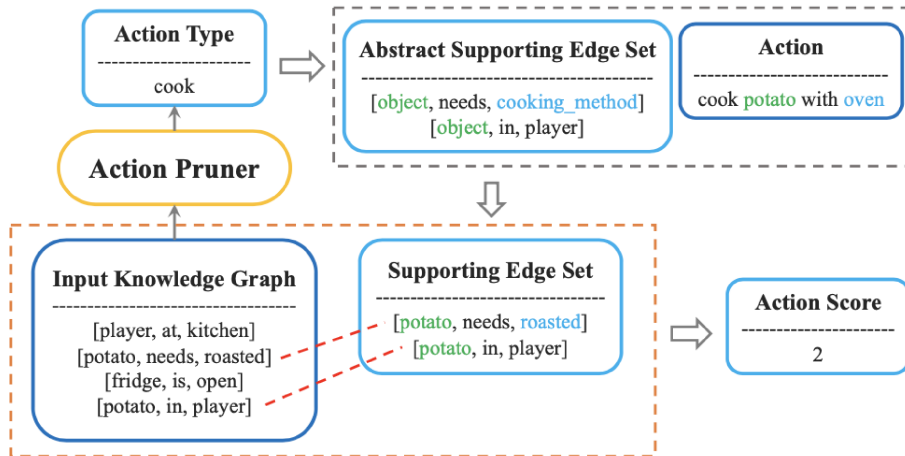 Action Type
cook
Abstract Supporting Edge Set
[object, needs, cooking_method]
[object, in, player]
Action
cook potato with oven
Action Pruner
Input Knowledge Graph
[player, at, kitchen]
[potato, needs, roasted]
[fridge, is, open]
[potato, in, player]
Supporting Edge Set
[potato, needs, roasted]
[potato, in, player]
Action Score
2